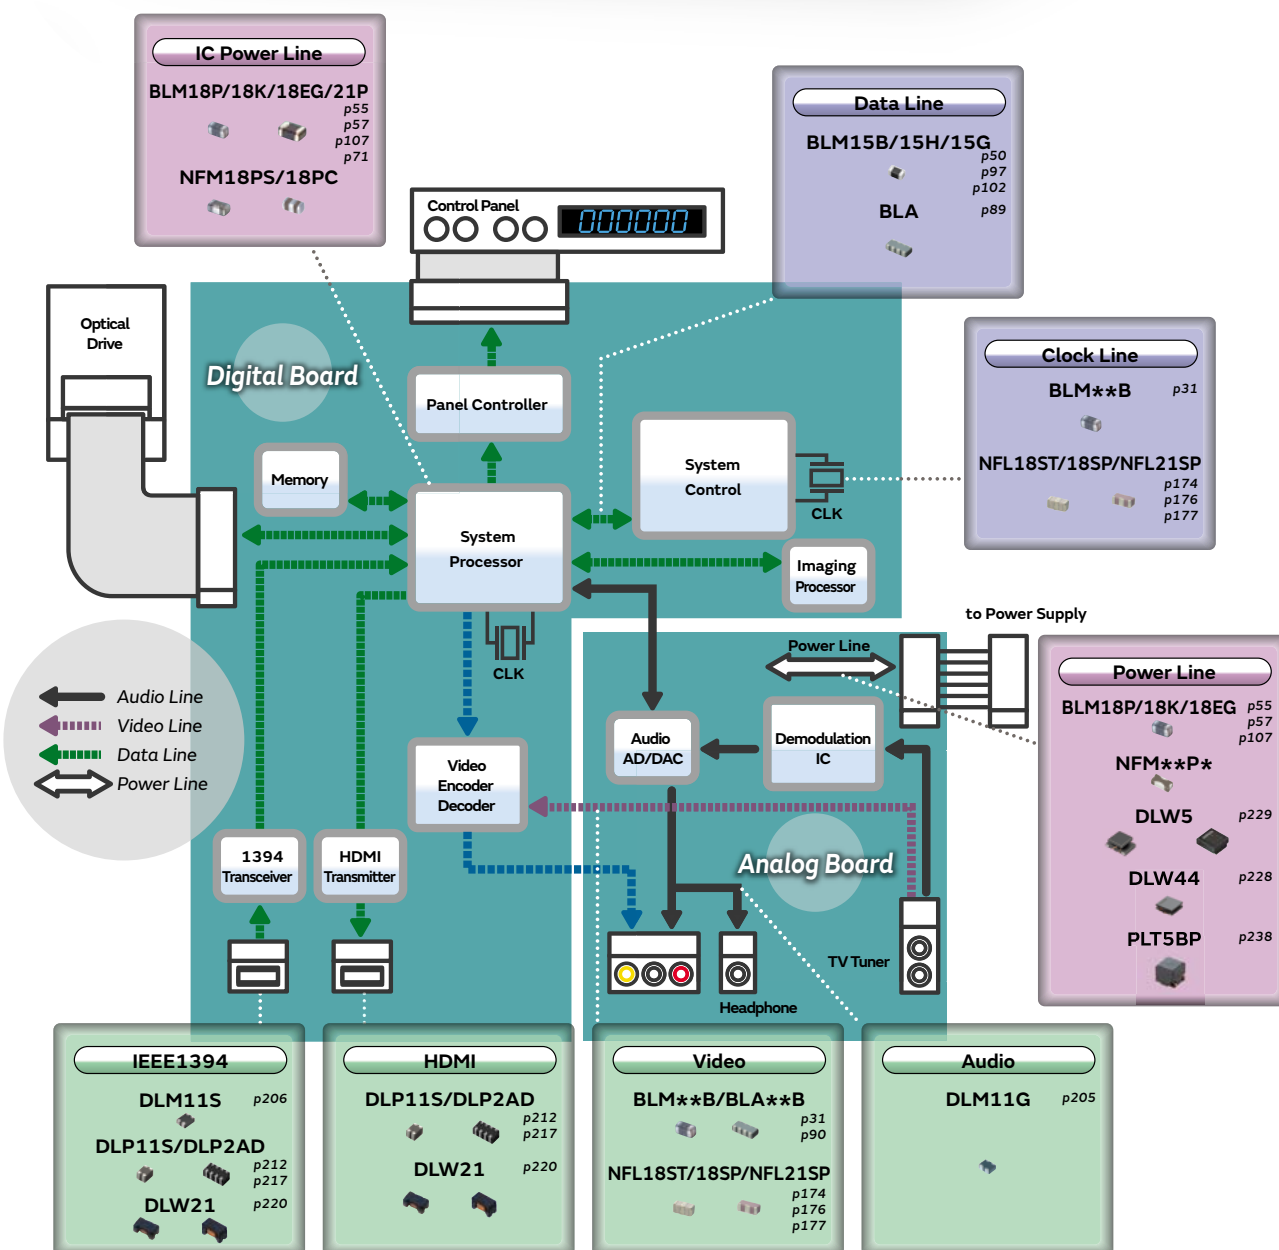 IC Power Line
BLM18P/18K/18EG/21P
p55
p57
p107
p71
NFM18PS/18PC
Data Line
BLM15B/15H/15G
p50
p97
p102
BLA p89
Control Panel
000000
Optical
Drive
Digital Board
Panel Controller
Clock Line
BLM**B p31
NFL18ST/18SP/NFL21SP
p174
p176
p177
Memory
System
Control
CLK
System
Processor
Imaging
Processor
CLK
to Power Supply
Power Line
Audio Line
Video Line
Data Line
Power Line
Power Line
BLM18P/18K/18EG p55
p57
p107
NFM**P*
DLW5 p229
DLW44 p228
PLT5BP p238
Audio
AD/DAC
Demodulation
IC
Video
Encoder
Decoder
1394
Transceiver
HDMI
Transmitter
Analog Board
TV Tuner
Headphone
IEEE1394
DLM11S p206
DLP11S/DLP2AD
p212
p217
DLW21 p220
HDMI
DLP11S/DLP2AD
p212
p217
DLW21 p220
Video
BLM**B/BLA**B
p31
p90
NFL18ST/18SP/NFL21SP
p174
p176
p177
Audio
DLM11G p205